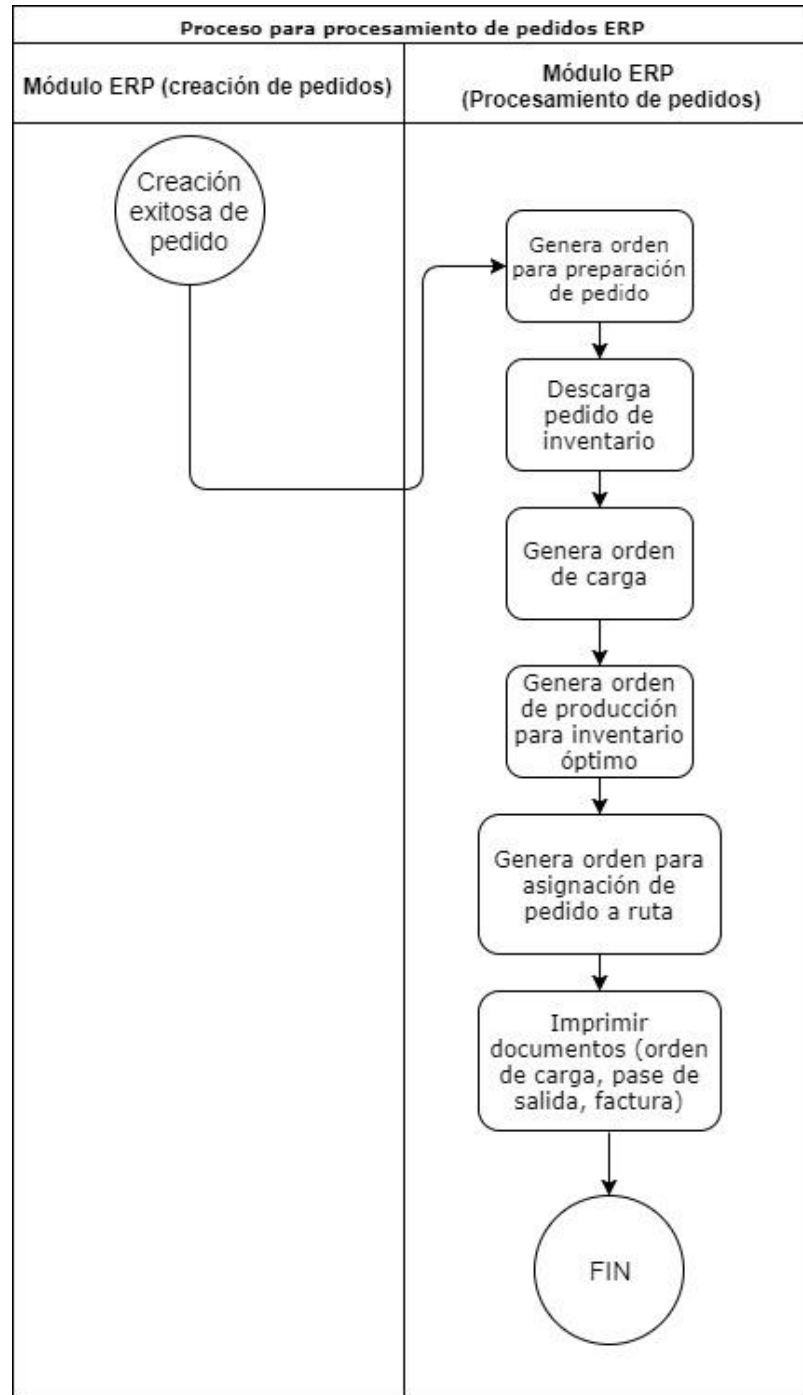 Proceso para procesamiento de pedidos ERP
Módulo ERP (creación de pedidos)
Módulo ERP
(Procesamiento de pedidos)
Creación
exitosa de
pedido
Genera orden
para preparación
de pedido
Descarga
pedido de
inventario
Genera orden
de carga
Genera orden
de producción
para inventario
óptimo
Genera orden para
asignación de
pedido a ruta
Imprimir
documentos (orden
de carga, pase de
salida, factura)
FIN